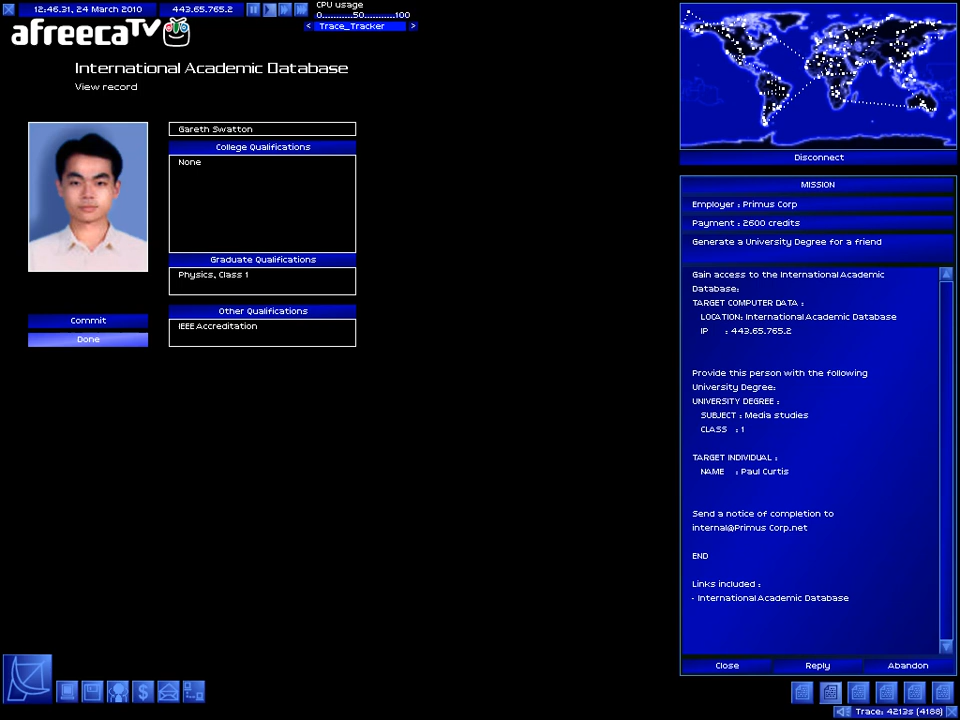 12:46.31, 24 March 2010
443.65.765.2
CPU usage
0..........50..........100
< Trace_Tracker >
afreecaTV
International Academic Database
View record
Gareth Swatton
College Qualifications
None
Graduate Qualifications
Physics, Class 1
Other Qualifications
IEEE Accreditation
Commit
Done
Disconnect
MISSION
Employer : Primus Corp
Payment : 2600 credits
Generate a University Degree for a friend
Gain access to the International Academic
Database:
TARGET COMPUTER DATA :
LOCATION: International Academic Database
IP : 443.65.765.2
Provide this person with the following
University Degree:
UNIVERSITY DEGREE :
SUBJECT : Media studies
CLASS : 1
TARGET INDIVIDUAL :
NAME : Paul Curtis
Send a notice of completion to
internal@Primus Corp.net
END
Links included :
- International Academic Database
Close
Reply
Abandon
Trace: 4213s (4188)